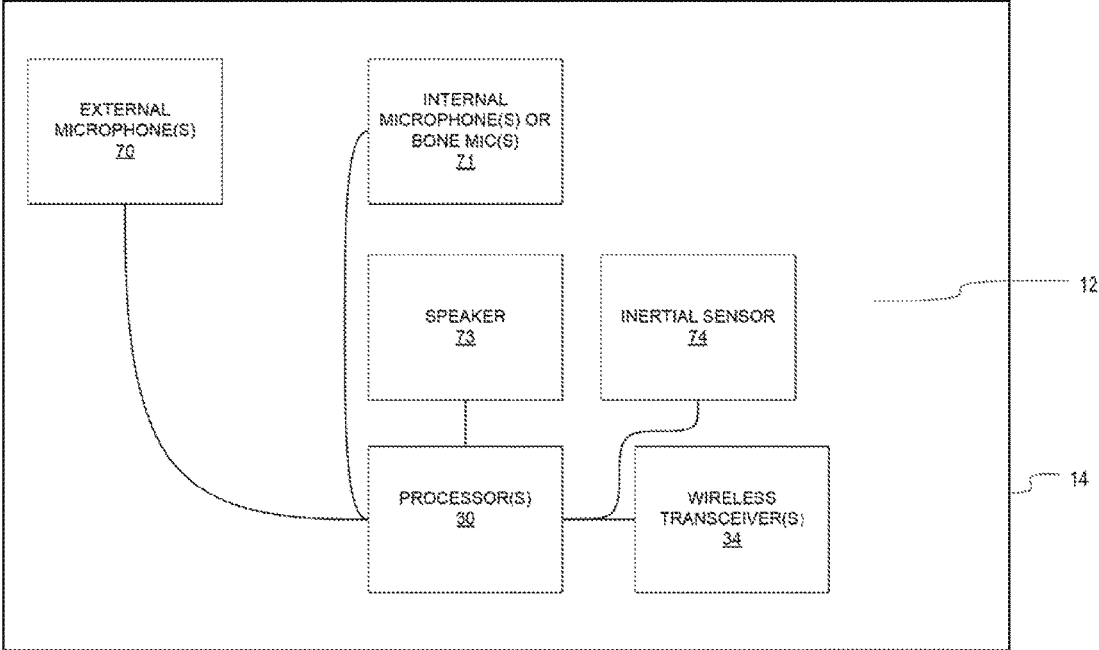 EXTERNAL
MICROPHONE(S)
70
INTERNAL
MICROPHONE(S) OR
BONE MIC(S)
71
SPEAKER
73
INERTIAL SENSOR
74
12
PROCESSOR(S)
30
WIRELESS
TRANSCEIVER(S)
34
14